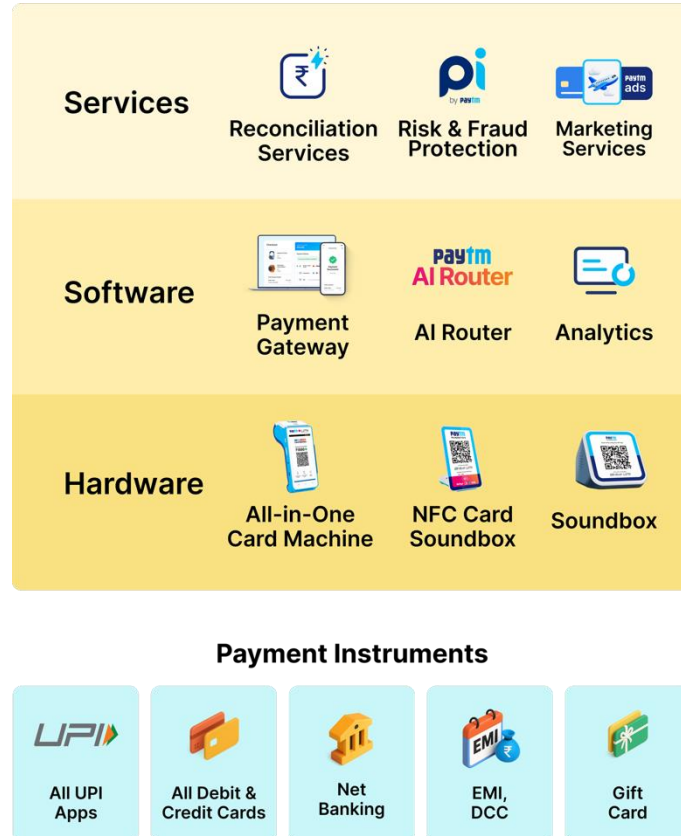 Services
₹
pi
by paytm
paytm
ads
Reconciliation
Services
Risk & Fraud
Protection
Marketing
Services
Software
paytm
AI Router
Payment
Gateway
AI Router
Analytics
Hardware
paytm
All-in-One
Card Machine
NFC Card
Soundbox
Soundbox
Payment Instruments
UPI
EMI
₹
All UPI
Apps
All Debit &
Credit Cards
Net
Banking
EMI,
DCC
Gift
Card